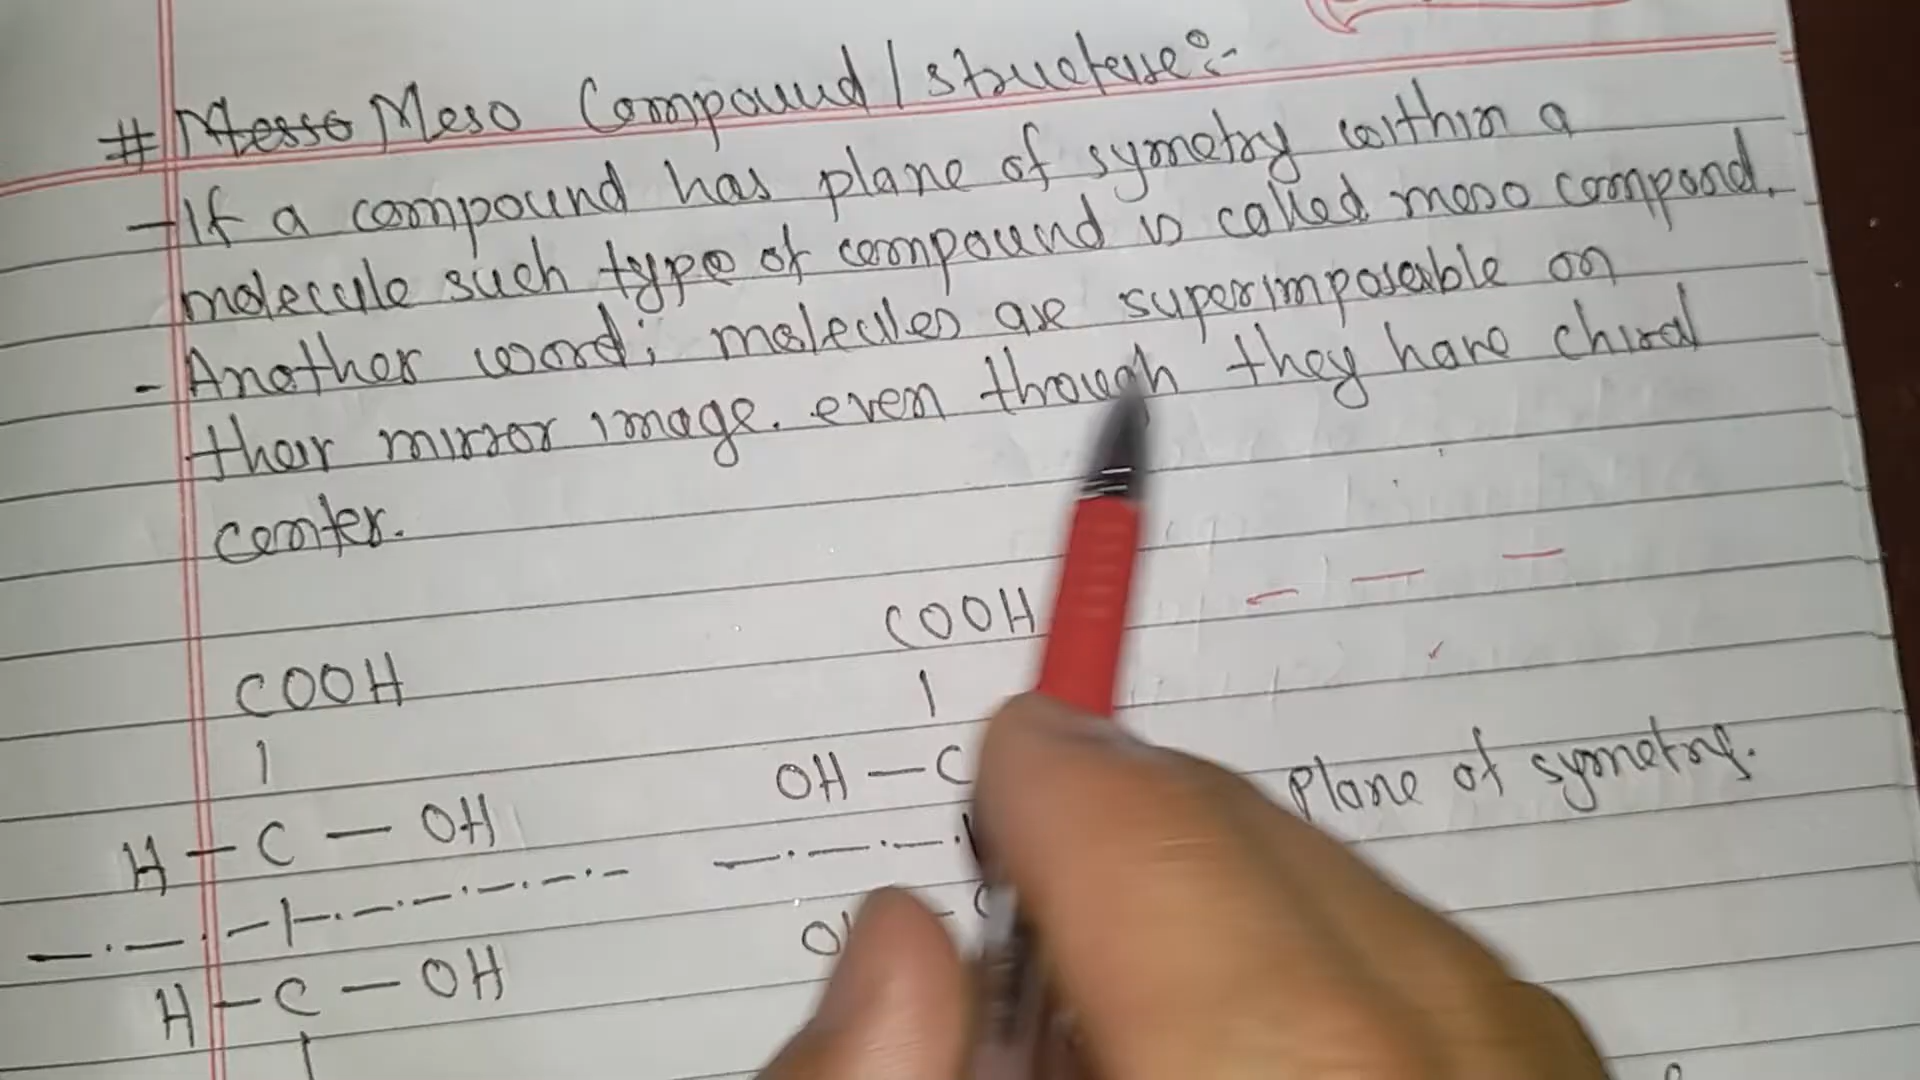 # Messo Meso Compound / structure:-
- If a compound has plane of symetry within a
molecule such type of compound is called meso compond.
- Another word; molecules are superimposeable on
their mirror image. even though they have chiral
center.
COOH COOH
| |
H - C - OH OH - C
Plane of symetry.
H - C - OH